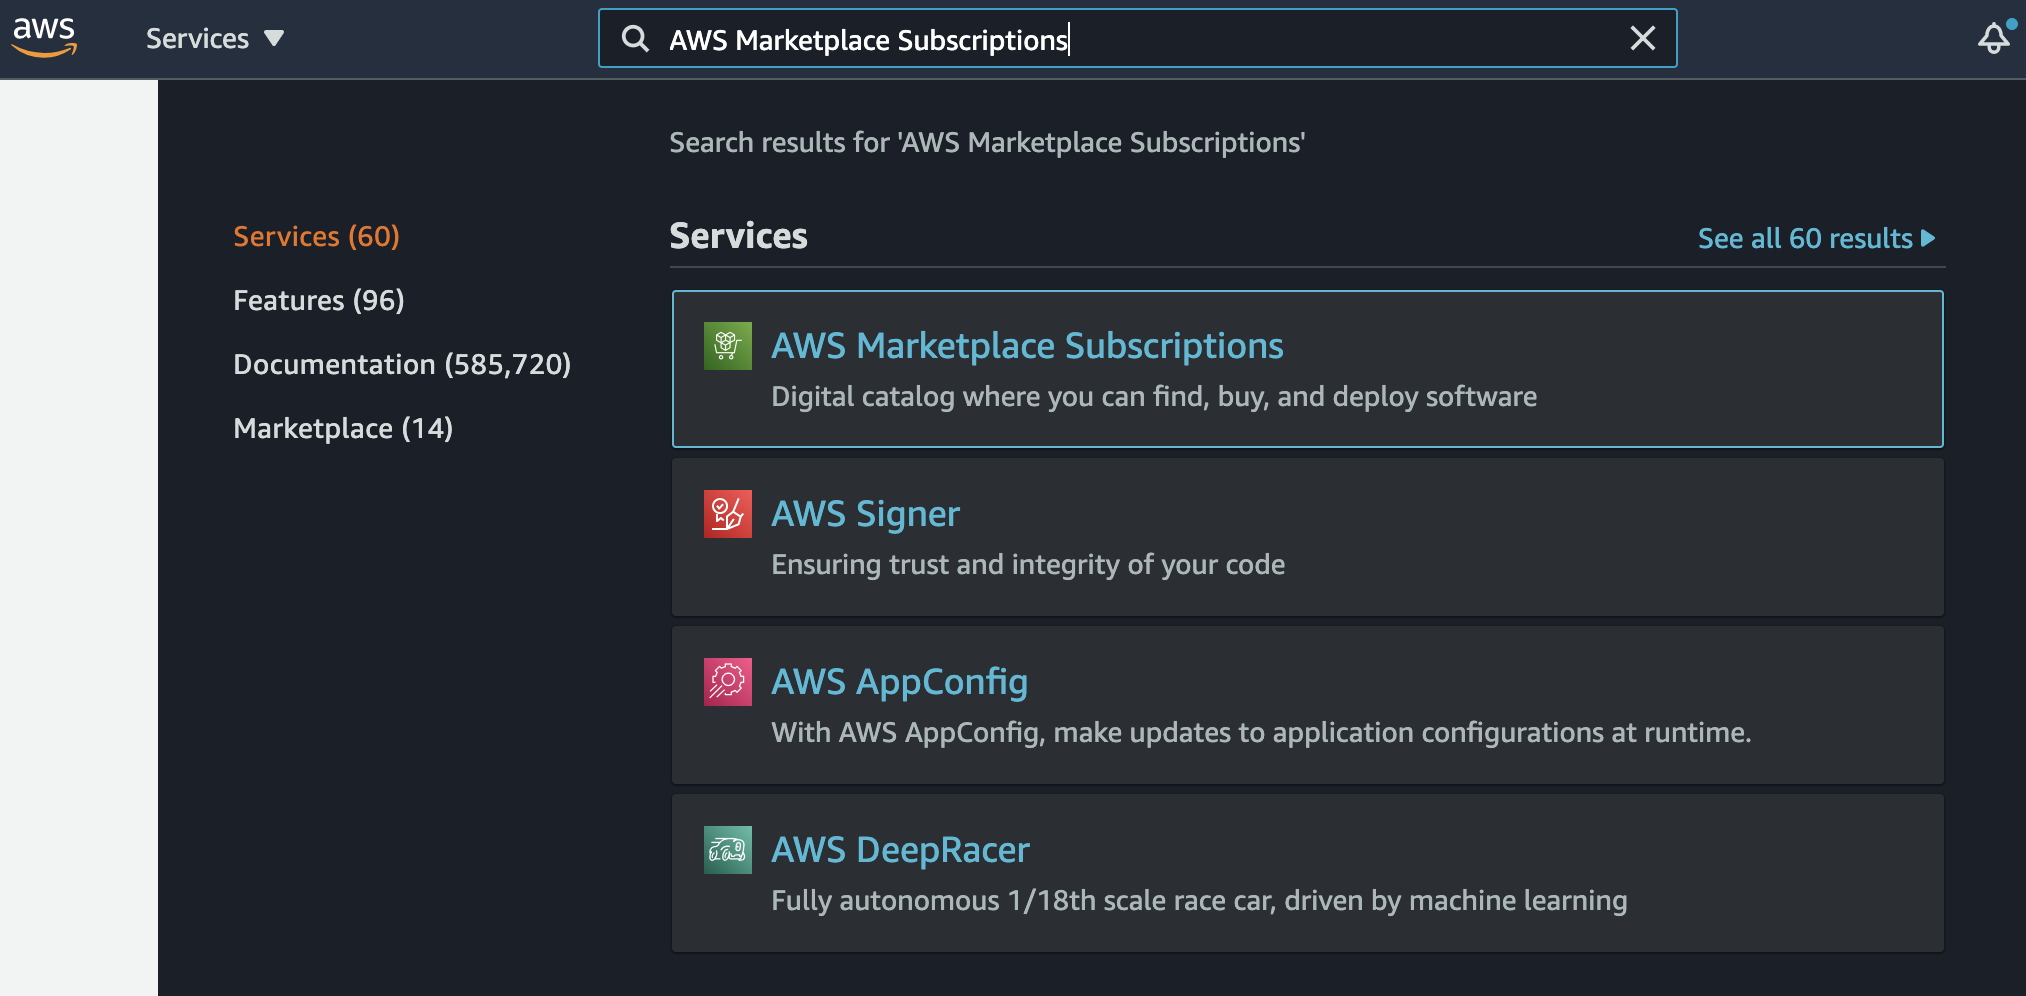 aws
Services
AWS Marketplace Subscriptions
Search results for 'AWS Marketplace Subscriptions'
Services (60)
Features (96)
Documentation (585,720)
Marketplace (14)
Services
See all 60 results
AWS Marketplace Subscriptions
Digital catalog where you can find, buy, and deploy software
AWS Signer
Ensuring trust and integrity of your code
AWS AppConfig
With AWS AppConfig, make updates to application configurations at runtime.
AWS DeepRacer
Fully autonomous 1/18th scale race car, driven by machine learning